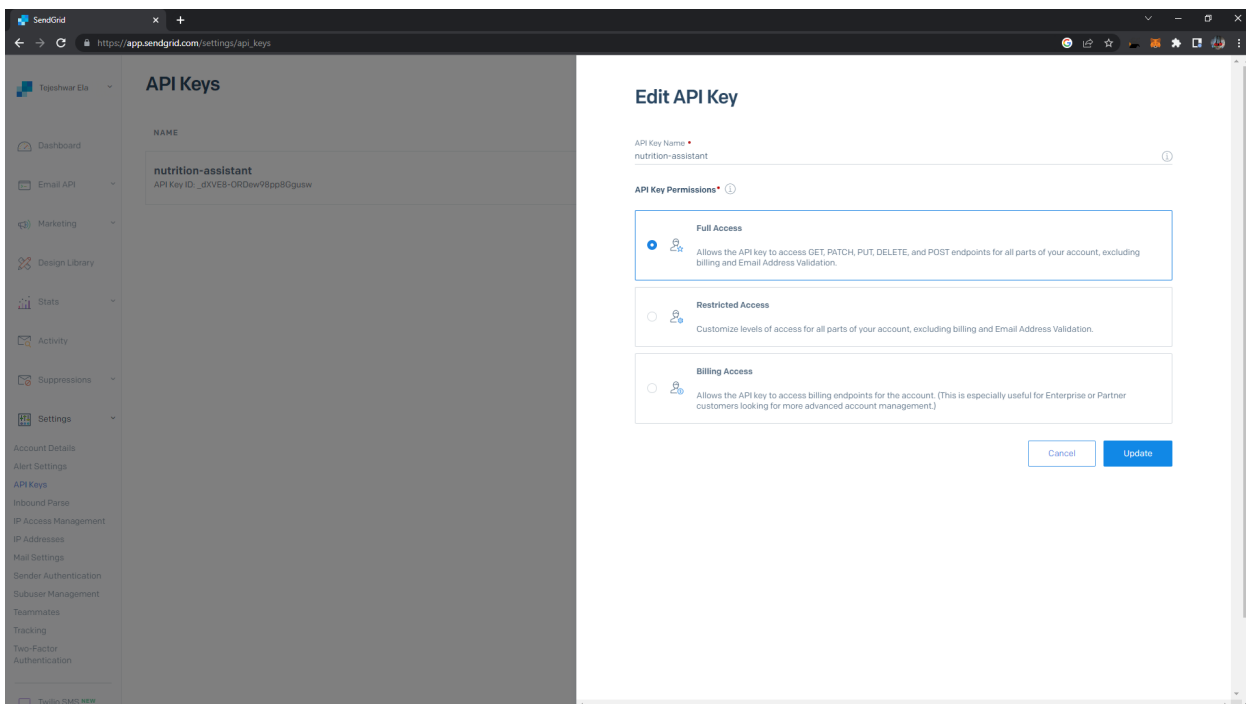 SendGrid
https://app.sendgrid.com/settings/api_keys
Tejeshwar Ela
Dashboard
Email API
Marketing
Design Library
Stats
Activity
Suppressions
Settings
Account Details
Alert Settings
API Keys
Inbound Parse
IP Access Management
IP Addresses
Mail Settings
Sender Authentication
Subuser Management
Teammates
Tracking
Two-Factor
Authentication
Twilio SMS NEW
API Keys
NAME
nutrition-assistant
API Key ID: _dXVE8-ORDew98pp8Ggusw
Edit API Key
API Key Name •
nutrition-assistant
API Key Permissions•
Full Access
Allows the API key to access GET, PATCH, PUT, DELETE, and POST endpoints for all parts of your account, excluding
billing and Email Address Validation.
Restricted Access
Customize levels of access for all parts of your account, excluding billing and Email Address Validation.
Billing Access
Allows the API key to access billing endpoints for the account. (This is especially useful for Enterprise or Partner
customers looking for more advanced account management.)
Cancel
Update